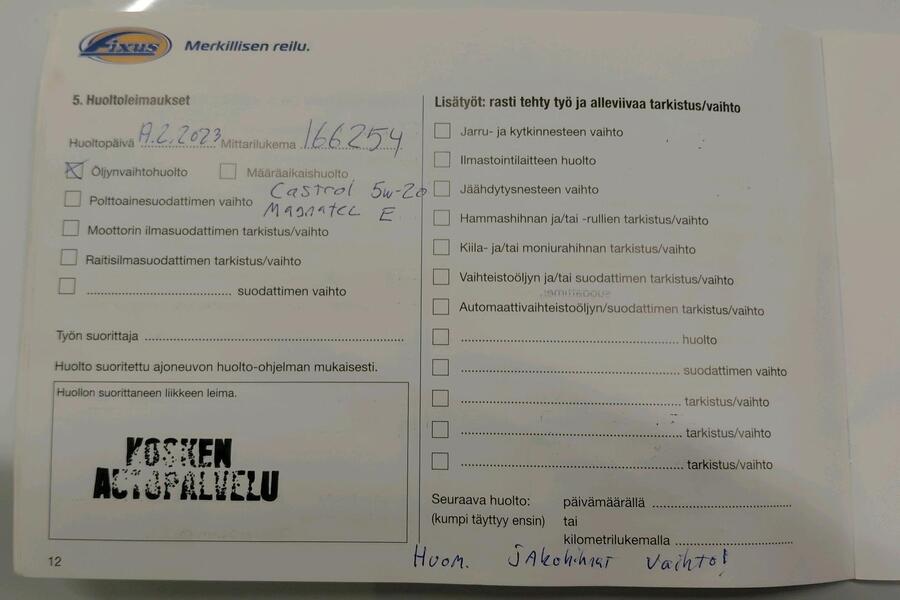 Fixus Merkillisen reilu.
5. Huoltoleimaukset
Huoltopäivä .2.2023 Mittarilukema 166254
Öljynvaihtohuolto Määräaikaishuolto
Castrol 5w-20
Polttoainesuodattimen vaihto
Magnatec E
Moottorin ilmasuodattimen tarkistus/vaihto
Raitisilmasuodattimen tarkistus/vaihto
suodattimen vaihto
Työn suorittaja
Huolto suoritettu ajoneuvon huolto-ohjelman mukaisesti.
Huollon suorittaneen liikkeen leima.
KOSKEN
AUTOPALVELU
12
Lisätyöt: rasti tehty työ ja alleviivaa tarkistus/vaihto
Jarru- ja kytkinnesteen vaihto
Ilmastointilaitteen huolto
Jäähdytysnesteen vaihto
Hammashihnan ja/tai -rullien tarkistus/vaihto
Kiila- ja/tai moniurahihnan tarkistus/vaihto
Vaihteistoöljyn ja/tai suodattimen tarkistus/vaihto
Automaattivaihteistoöljyn/suodattimen tarkistus/vaihto
huolto
suodattimen vaihto
tarkistus/vaihto
tarkistus/vaihto
tarkistus/vaihto
Seuraava huolto: päivämäärällä
(kumpi täyttyy ensin) tai
kilometrilukemalla
Huom. Jakohihnat vaihto!